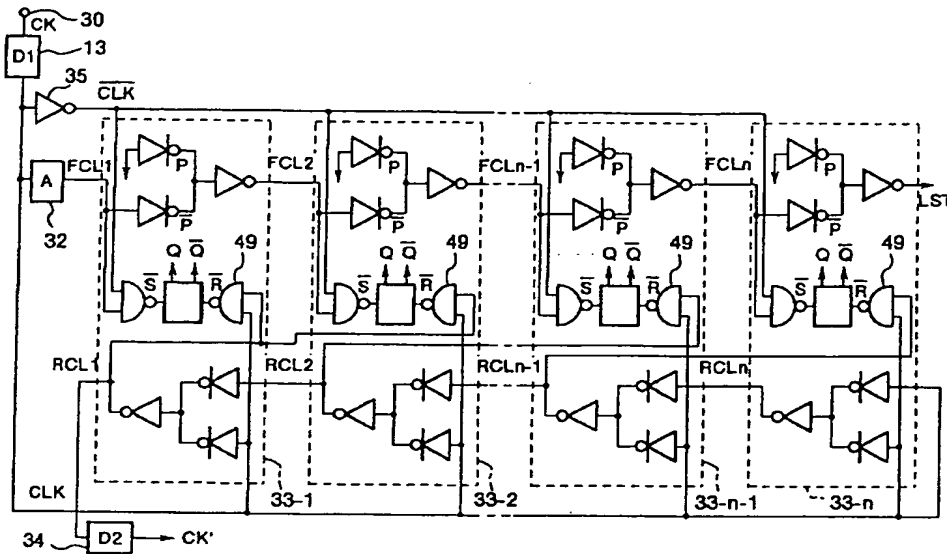 30
CK
D1
13
35
C̅L̅K̅
FCL1
P
FCL2
P
FCLn-1
P
FCLn
P
A
P̅
P̅
P̅
P̅
LST
32
Q Q̅ 49
Q Q̅ 49
Q Q̅ 49
Q Q̅ 49
S̅ R̅
S̅ R̅
S̅ R̅
S̅ R̅
RCL1
RCL2
RCLn-1
RCLn
CLK
33-1
33-2
33-n-1
33-n
34
D2
CK'